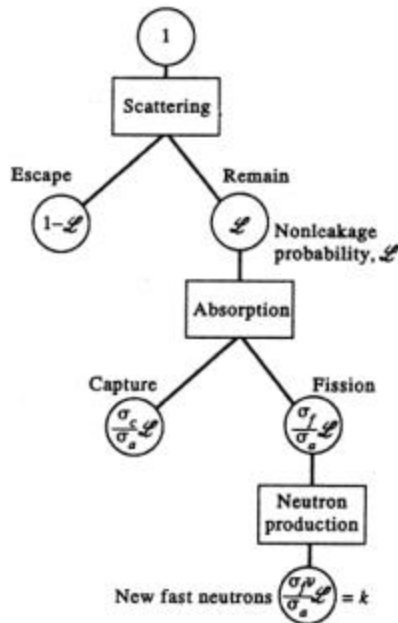 1
Scattering
Escape
Remain
1−ℒ
ℒ
Nonleakage
probability, ℒ
Absorption
Capture
Fission
σc/σa ℒ
σf/σa ℒ
Neutron
production
New fast neutrons σfν/σa ℒ = k